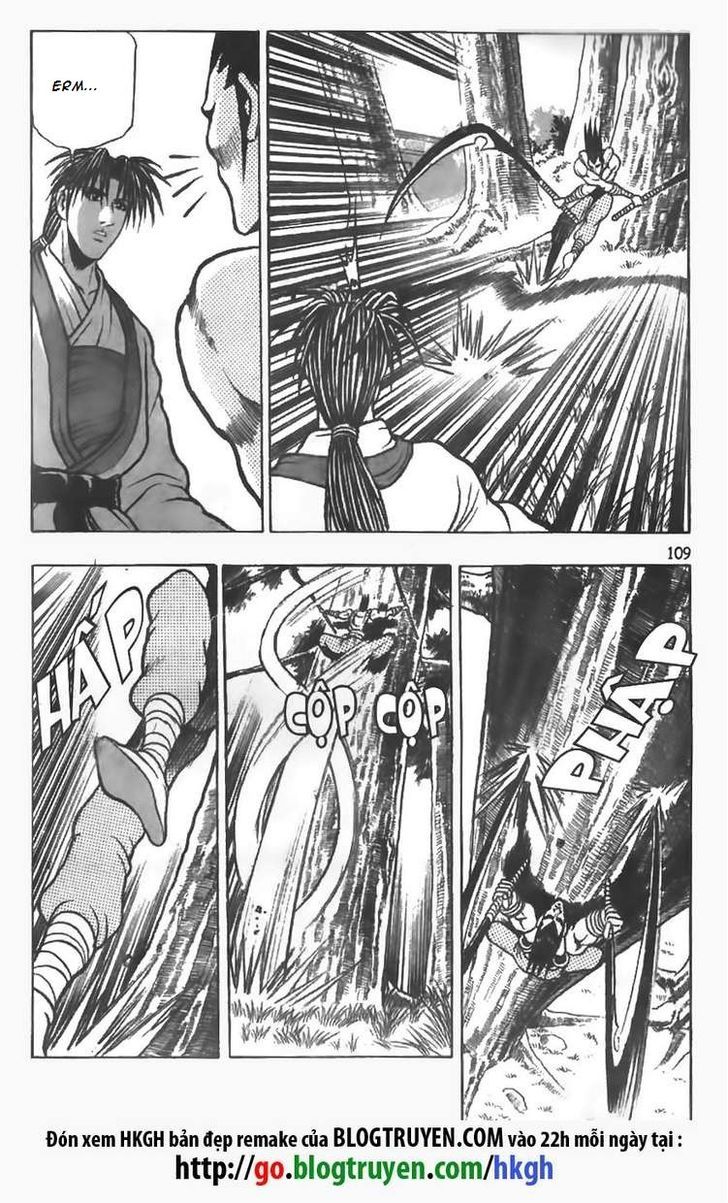 ERM...
109
HẤP
CỘP CỘP
PHẬP
Đón xem HKGH bản đẹp remake của BLOGTRUYEN.COM vào 22h mỗi ngày tại :
http://go.blogtruyen.com/hkgh